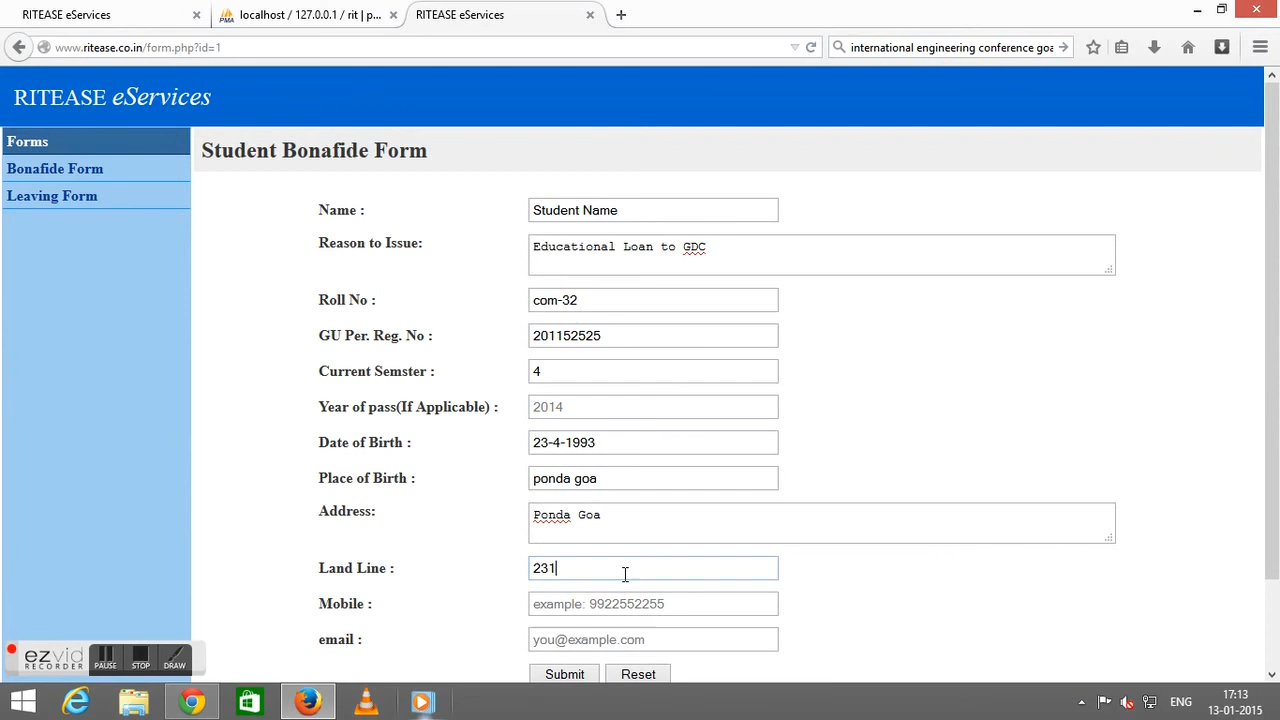 RITEASE eServices
localhost / 127.0.0.1 / rit | p...
RITEASE eServices
www.ritease.co.in/form.php?id=1
international engineering conference goa
RITEASE eServices
Forms
Bonafide Form
Leaving Form
Student Bonafide Form
Name : Student Name
Reason to Issue: Educational Loan to GDC
Roll No : com-32
GU Per. Reg. No : 201152525
Current Semster : 4
Year of pass(If Applicable) : 2014
Date of Birth : 23-4-1993
Place of Birth : ponda goa
Address: Ponda Goa
Land Line : 231
Mobile : example: 9922552255
email : you@example.com
Submit Reset
ezvid
RECORDER
PAUSE STOP DRAW
ENG
17:13
13-01-2015